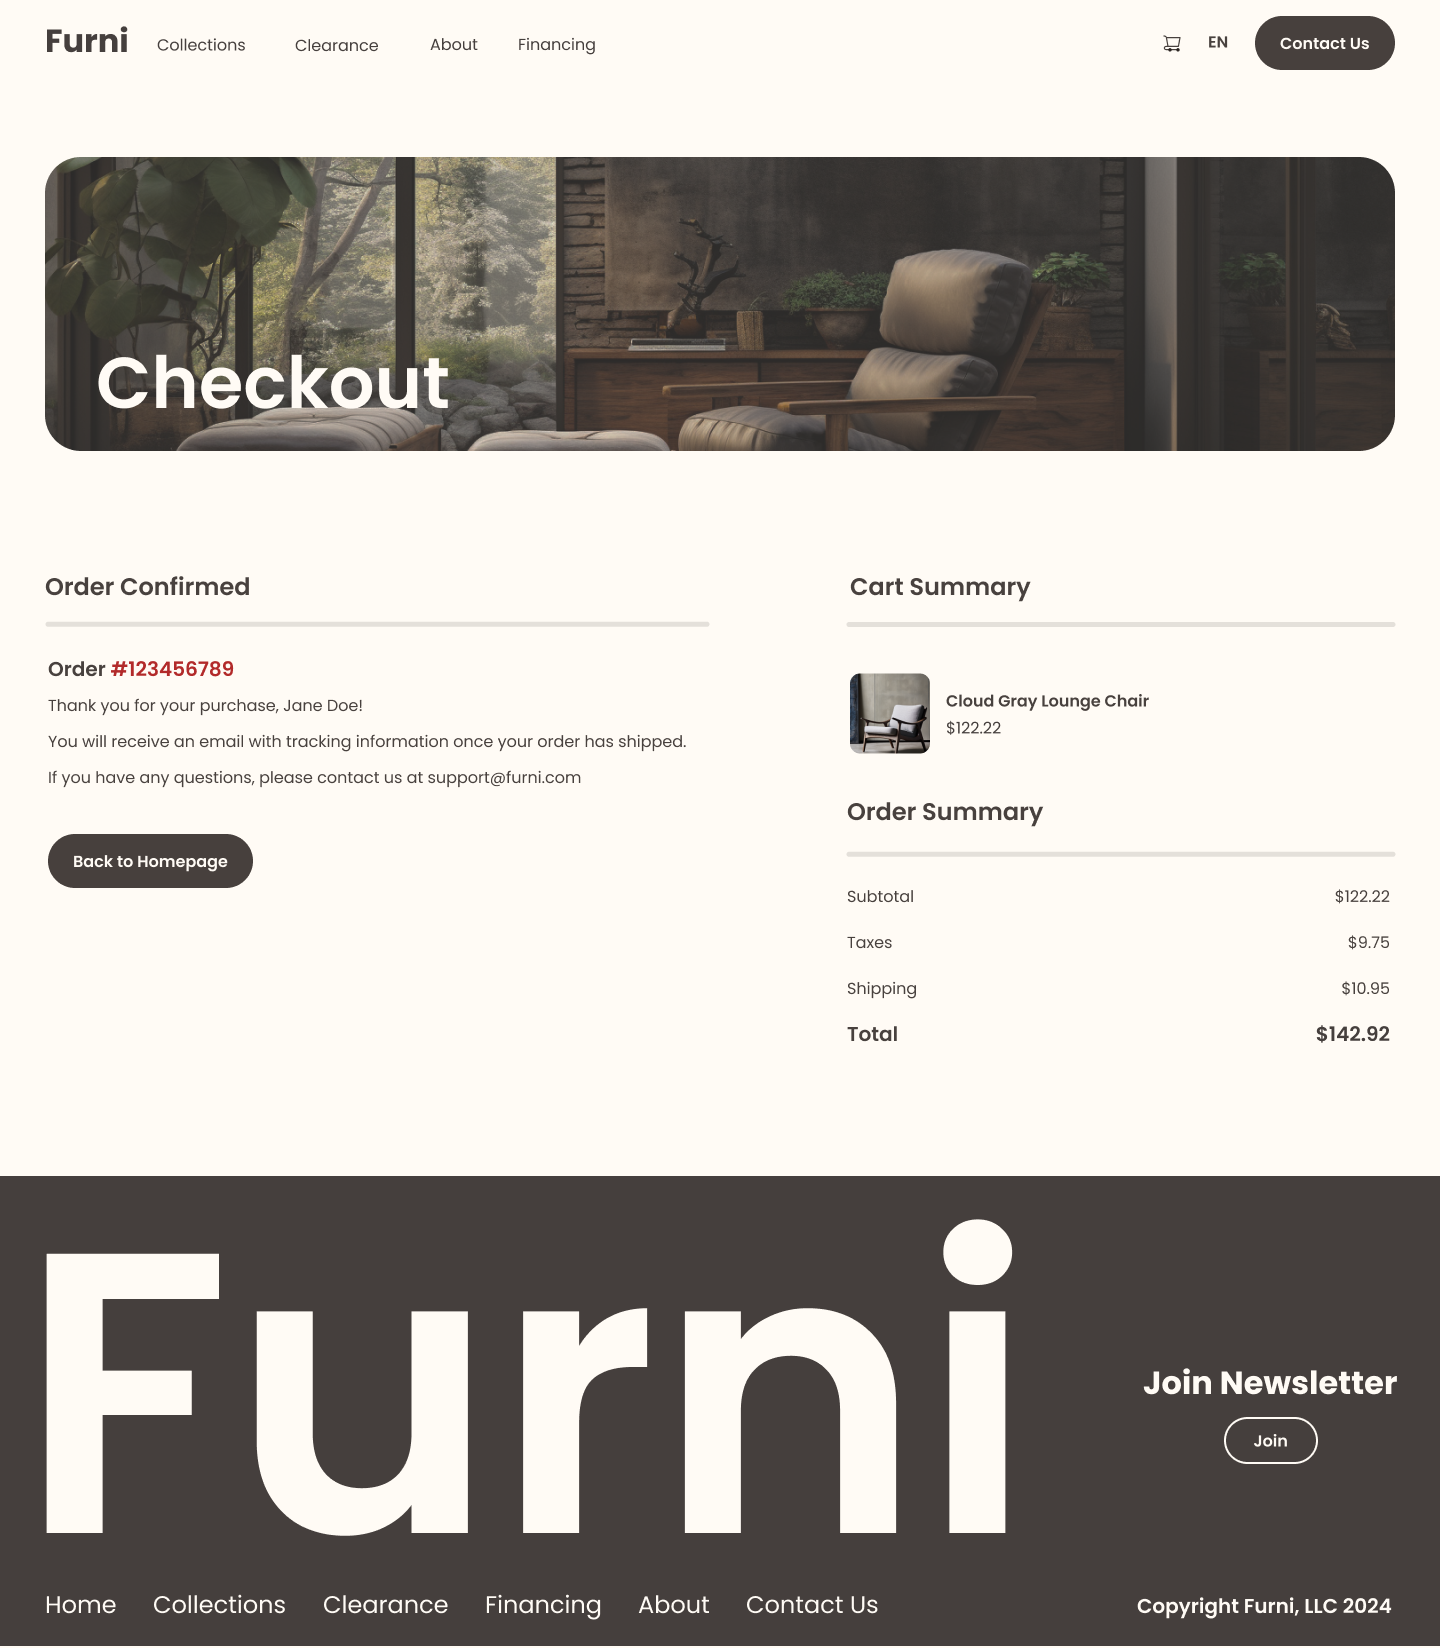 Furni Collections Clearance About Financing EN Contact Us
Checkout
Order Confirmed
Order #123456789
Thank you for your purchase, Jane Doe!
You will receive an email with tracking information once your order has shipped.
If you have any questions, please contact us at support@furni.com
Back to Homepage
Cart Summary
Cloud Gray Lounge Chair
$122.22
Order Summary
Subtotal $122.22
Taxes $9.75
Shipping $10.95
Total $142.92
Furni
Join Newsletter
Join
Home Collections Clearance Financing About Contact Us
Copyright Furni, LLC 2024